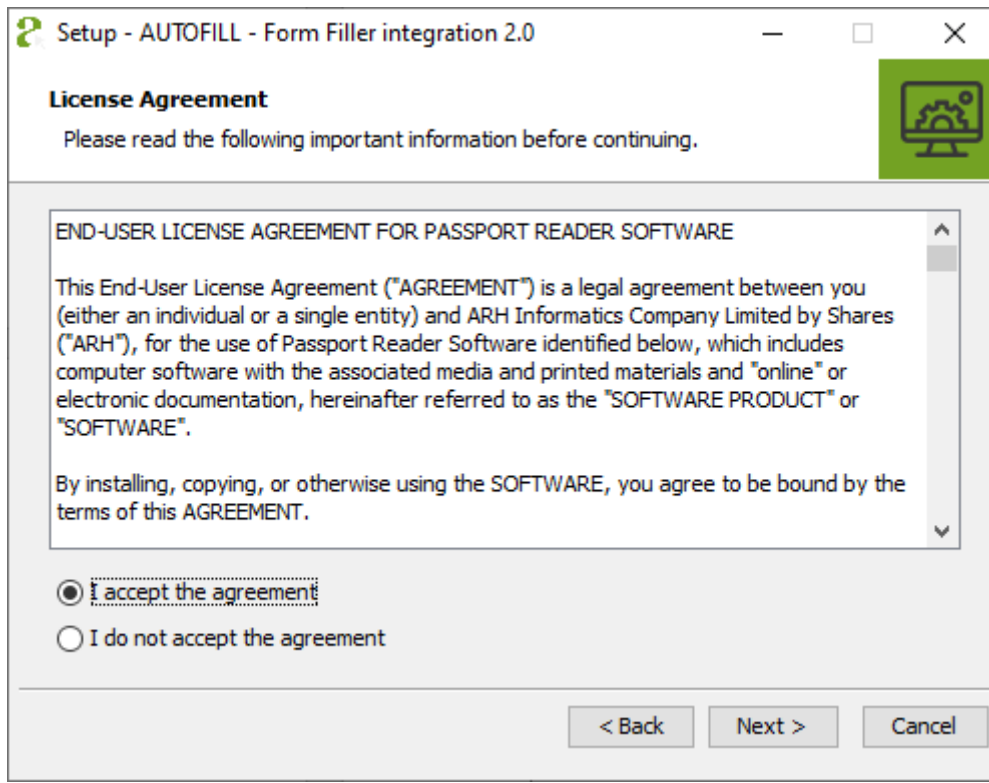 Setup - AUTOFILL - Form Filler integration 2.0
License Agreement
Please read the following important information before continuing.
END-USER LICENSE AGREEMENT FOR PASSPORT READER SOFTWARE
This End-User License Agreement ("AGREEMENT") is a legal agreement between you
(either an individual or a single entity) and ARH Informatics Company Limited by Shares
("ARH"), for the use of Passport Reader Software identified below, which includes
computer software with the associated media and printed materials and "online" or
electronic documentation, hereinafter referred to as the "SOFTWARE PRODUCT" or
"SOFTWARE".
By installing, copying, or otherwise using the SOFTWARE, you agree to be bound by the
terms of this AGREEMENT.
I accept the agreement
I do not accept the agreement
< Back Next > Cancel